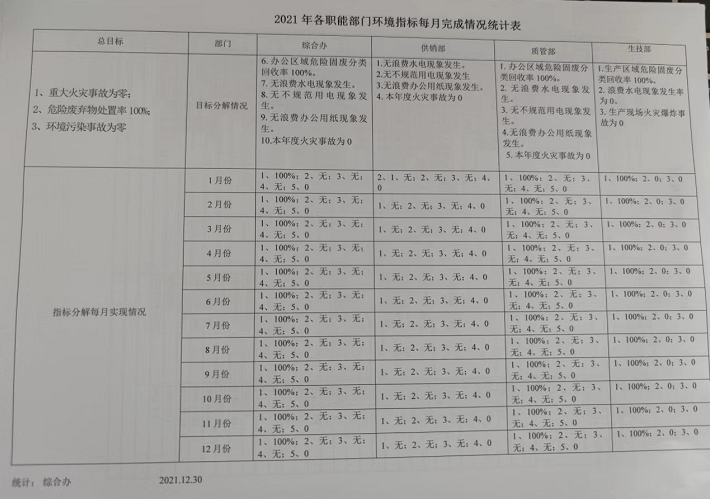 2021 年各职能部门环境指标每月完成情况统计表
总目标 部门 综合办 供销部 质管部 生技部
1、重大火灾事故为零；
2、危险废弃物处置率 100%；
3、环境污染事故为零
目标分解情况
6. 办公区域危险固废分类
回收率 100%。
7. 无浪费水电现象发生。
8. 无不规范用电现象发
生。
9. 无浪费办公用纸现象发
生。
10.本年度火灾事故为 0
1.无浪费水电现象发生。
2.无不规范用电现象发生
3.无浪费办公用纸现象发生。
4. 本年度火灾事故为 0
1. 办公区域危险固废分类
回收率 100%。
2. 无浪费水电现象发
生。
3. 无不规范用电现象发
生。
4.无浪费办公用纸现象发
生。
5. 本年度火灾事故为 0
1.生产区域危险固废分
类回收率 100%。
2. 浪费水电现象发生率
为 0。
3. 生产现场火灾爆炸事
故为 0
指标分解每月实现情况
1 月份
1、100%；2、无；3、无；
4、无；5、0
2、1、无；2、无；3、无；4、
0
1、100%；2、无；3、
无；4、无；5、0
1、100%；2、0；3、0
2 月份
1、100%；2、无；3、无；
4、无；5、0
1、无；2、无；3、无；4、0
1、100%；2、无；3、
无；4、无；5、0
1、100%；2、0；3、0
3 月份
1、100%；2、无；3、无；
4、无；5、0
1、无；2、无；3、无；4、0
1、100%；2、无；3、
无；4、无；5、0
1、100%；2、0；3、0
4 月份
1、100%；2、无；3、无；
4、无；5、0
1、无；2、无；3、无；4、0
1、100%；2、无；3、
无；4、无；5、0
1、100%；2、0；3、0
5 月份
1、100%；2、无；3、无；
4、无；5、0
1、无；2、无；3、无；4、0
1、100%；2、无；3、
无；4、无；5、0
1、100%；2、0；3、0
6 月份
1、100%；2、无；3、无；
4、无；5、0
1、无；2、无；3、无；4、0
1、100%；2、无；3、
无；4、无；5、0
1、100%；2、0；3、0
7 月份
1、100%；2、无；3、无；
4、无；5、0
1、无；2、无；3、无；4、0
1、100%；2、无；3、
无；4、无；5、0
1、100%；2、0；3、0
8 月份
1、100%；2、无；3、无；
4、无；5、0
1、无；2、无；3、无；4、0
1、100%；2、无；3、
无；4、无；5、0
1、100%；2、0；3、0
9 月份
1、100%；2、无；3、无；
4、无；5、0
1、无；2、无；3、无；4、0
1、100%；2、无；3、
无；4、无；5、0
1、100%；2、0；3、0
10 月份
1、100%；2、无；3、无；
4、无；5、0
1、无；2、无；3、无；4、0
1、100%；2、无；3、
无；4、无；5、0
1、100%；2、0；3、0
11 月份
1、100%；2、无；3、无；
4、无；5、0
1、无；2、无；3、无；4、0
1、100%；2、无；3、
无；4、无；5、0
1、100%；2、0；3、0
12 月份
1、100%；2、无；3、无；
4、无；5、0
1、无；2、无；3、无；4、0
1、100%；2、无；3、
无；4、无；5、0
1、100%；2、0；3、0
统计： 综合办 2021.12.30